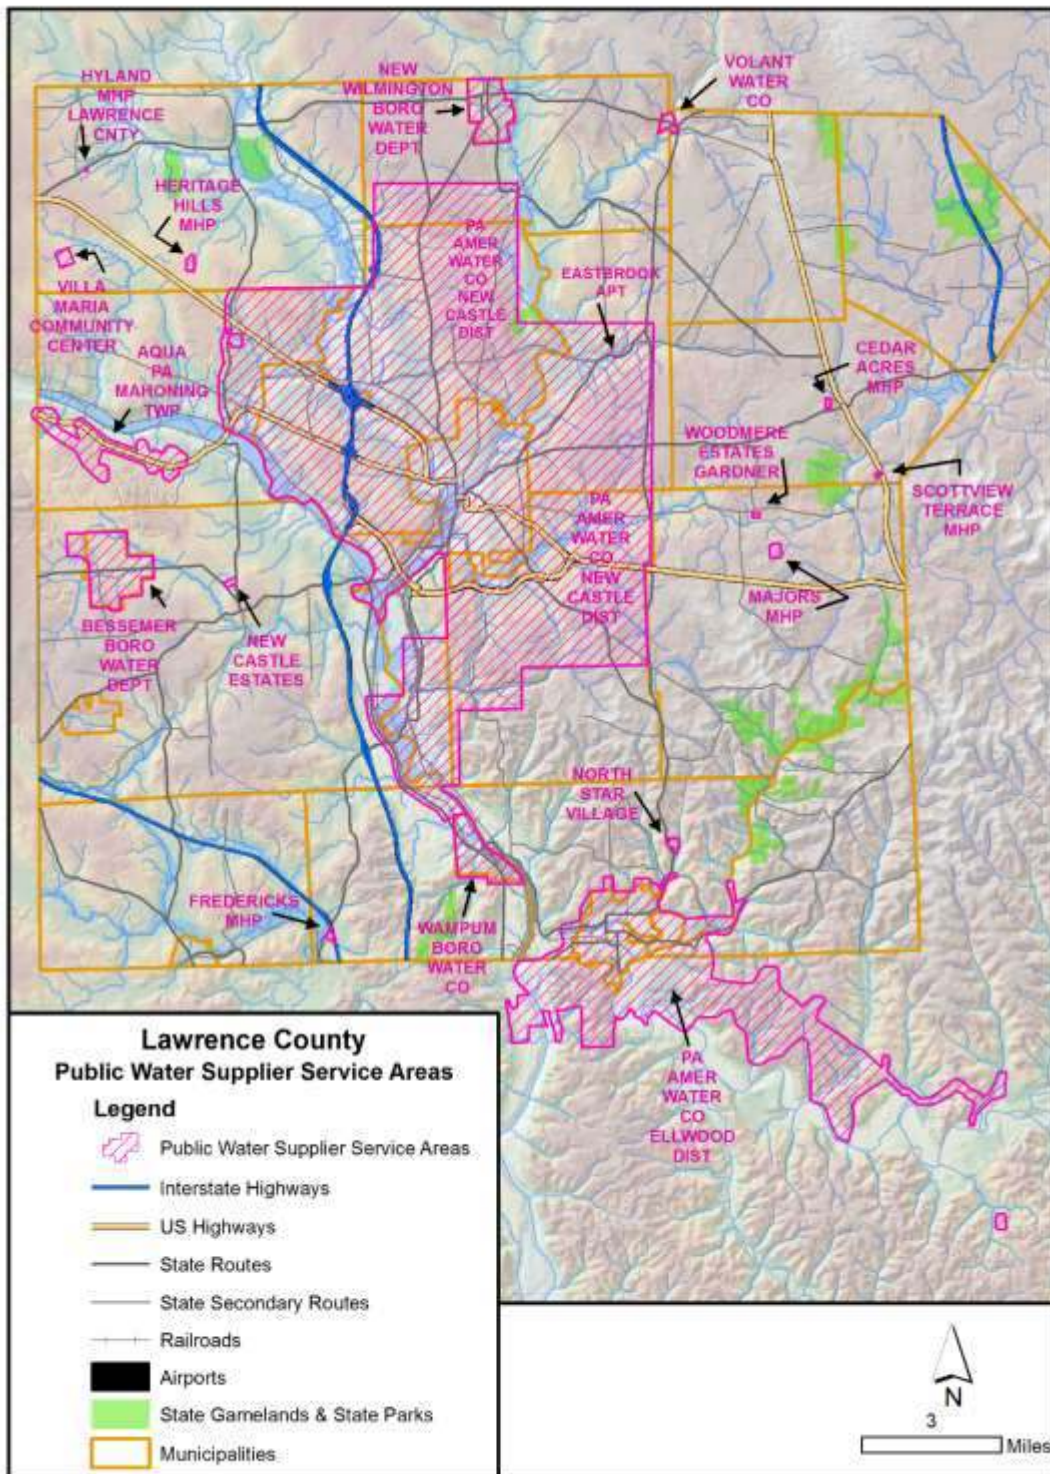 HYLAND
MHP
LAWRENCE
CNTY
NEW
WILMINGTON
BORO
WATER
DEPT
VOLANT
WATER
CO
HERITAGE
HILLS
MHP
PA
AMER
WATER
CO
NEW
CASTLE
DIST
EASTBROOK
APT
VILLA
MARIA
COMMUNITY
CENTER
AQUA
PA
MAHONING
TWP
CEDAR
ACRES
MHP
WOODMERE
ESTATES
GARDNER
SCOTTVIEW
TERRACE
MHP
PA
AMER
WATER
CO
NEW
CASTLE
DIST
MAJORS
MHP
BESSEMER
BORO
WATER
DEPT
NEW
CASTLE
ESTATES
NORTH
STAR
VILLAGE
FREDERICKS
MHP
WAMPUM
BORO
WATER
CO
PA
AMER
WATER
CO
ELLWOOD
DIST
Lawrence County
Public Water Supplier Service Areas
Legend
Public Water Supplier Service Areas
Interstate Highways
US Highways
State Routes
State Secondary Routes
Railroads
Airports
State Gamelands & State Parks
Municipalities
N
3
Miles